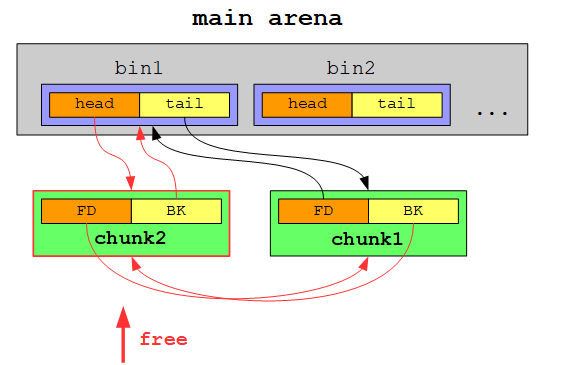 main arena
bin1 bin2
head tail head tail ...
FD BK FD BK
chunk2 chunk1
free